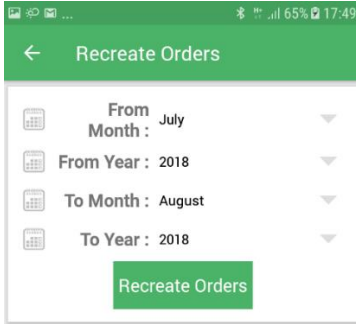 ... 65% 17:49
Recreate Orders
From Month : July
From Year : 2018
To Month : August
To Year : 2018
Recreate Orders